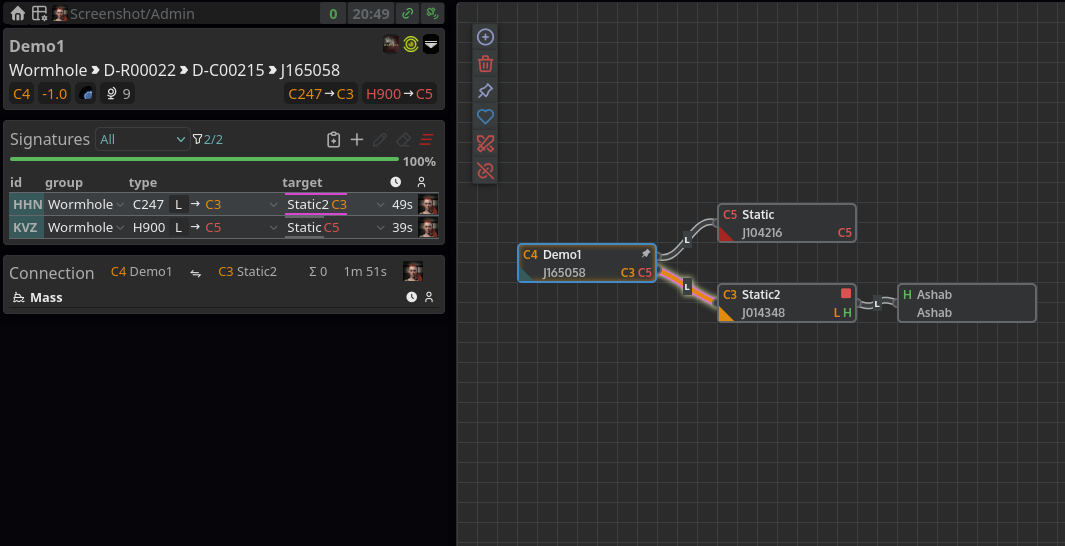 Screenshot/Admin 0 20:49
Demo1
Wormhole D-R00022 D-C00215 J165058
C4 -1.0 9 C247→C3 H900→C5
Signatures All 2/2
100%
id group type target
HHN Wormhole C247 L → C3 Static2 C3 49s
KVZ Wormhole H900 L → C5 Static C5 39s
Connection C4 Demo1 C3 Static2 Σ 0 1m 51s
Mass
C5 Static
J104216 C5
L
C4 Demo1
J165058 C3 C5
L
C3 Static2
J014348 L H
L
H Ashab
Ashab